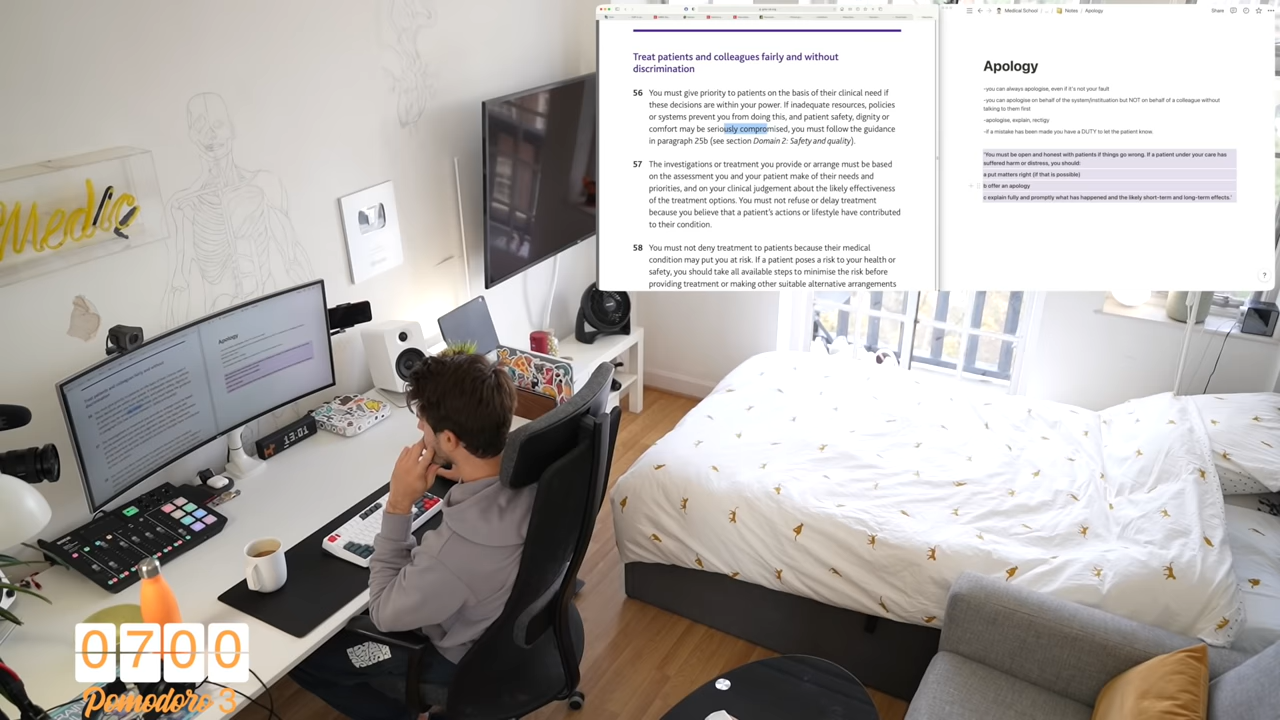 Treat patients and colleagues fairly and without
discrimination
56 You must give priority to patients on the basis of their clinical need if
these decisions are within your power. If inadequate resources, policies
or systems prevent you from doing this, and patient safety, dignity or
comfort may be seriously compromised, you must follow the guidance
in paragraph 25b (see section Domain 2: Safety and quality).
57 The investigations or treatment you provide or arrange must be based
on the assessment you and your patient make of their needs and
priorities, and on your clinical judgement about the likely effectiveness
of the treatment options. You must not refuse or delay treatment
because you believe that a patient's actions or lifestyle have contributed
to their condition.
58 You must not deny treatment to patients because their medical
condition may put you at risk. If a patient poses a risk to your health or
safety, you should take all available steps to minimise the risk before
providing treatment or making other suitable alternative arrangements
Medical School / ... / Notes / Apology
Share
Apology
-you can always apologise, even if it's not your fault
-you can apologise on behalf of the system/instituation but NOT on behalf of a colleague without
talking to them first
-apologise, explain, rectigy
-if a mistake has been made you have a DUTY to let the patient know.
'You must be open and honest with patients if things go wrong. If a patient under your care has
suffered harm or distress, you should:
a put matters right (if that is possible)
b offer an apology
c explain fully and promptly what has happened and the likely short-term and long-term effects.'
?
Medic
Apology
13:01
0700
Pomodoro 3